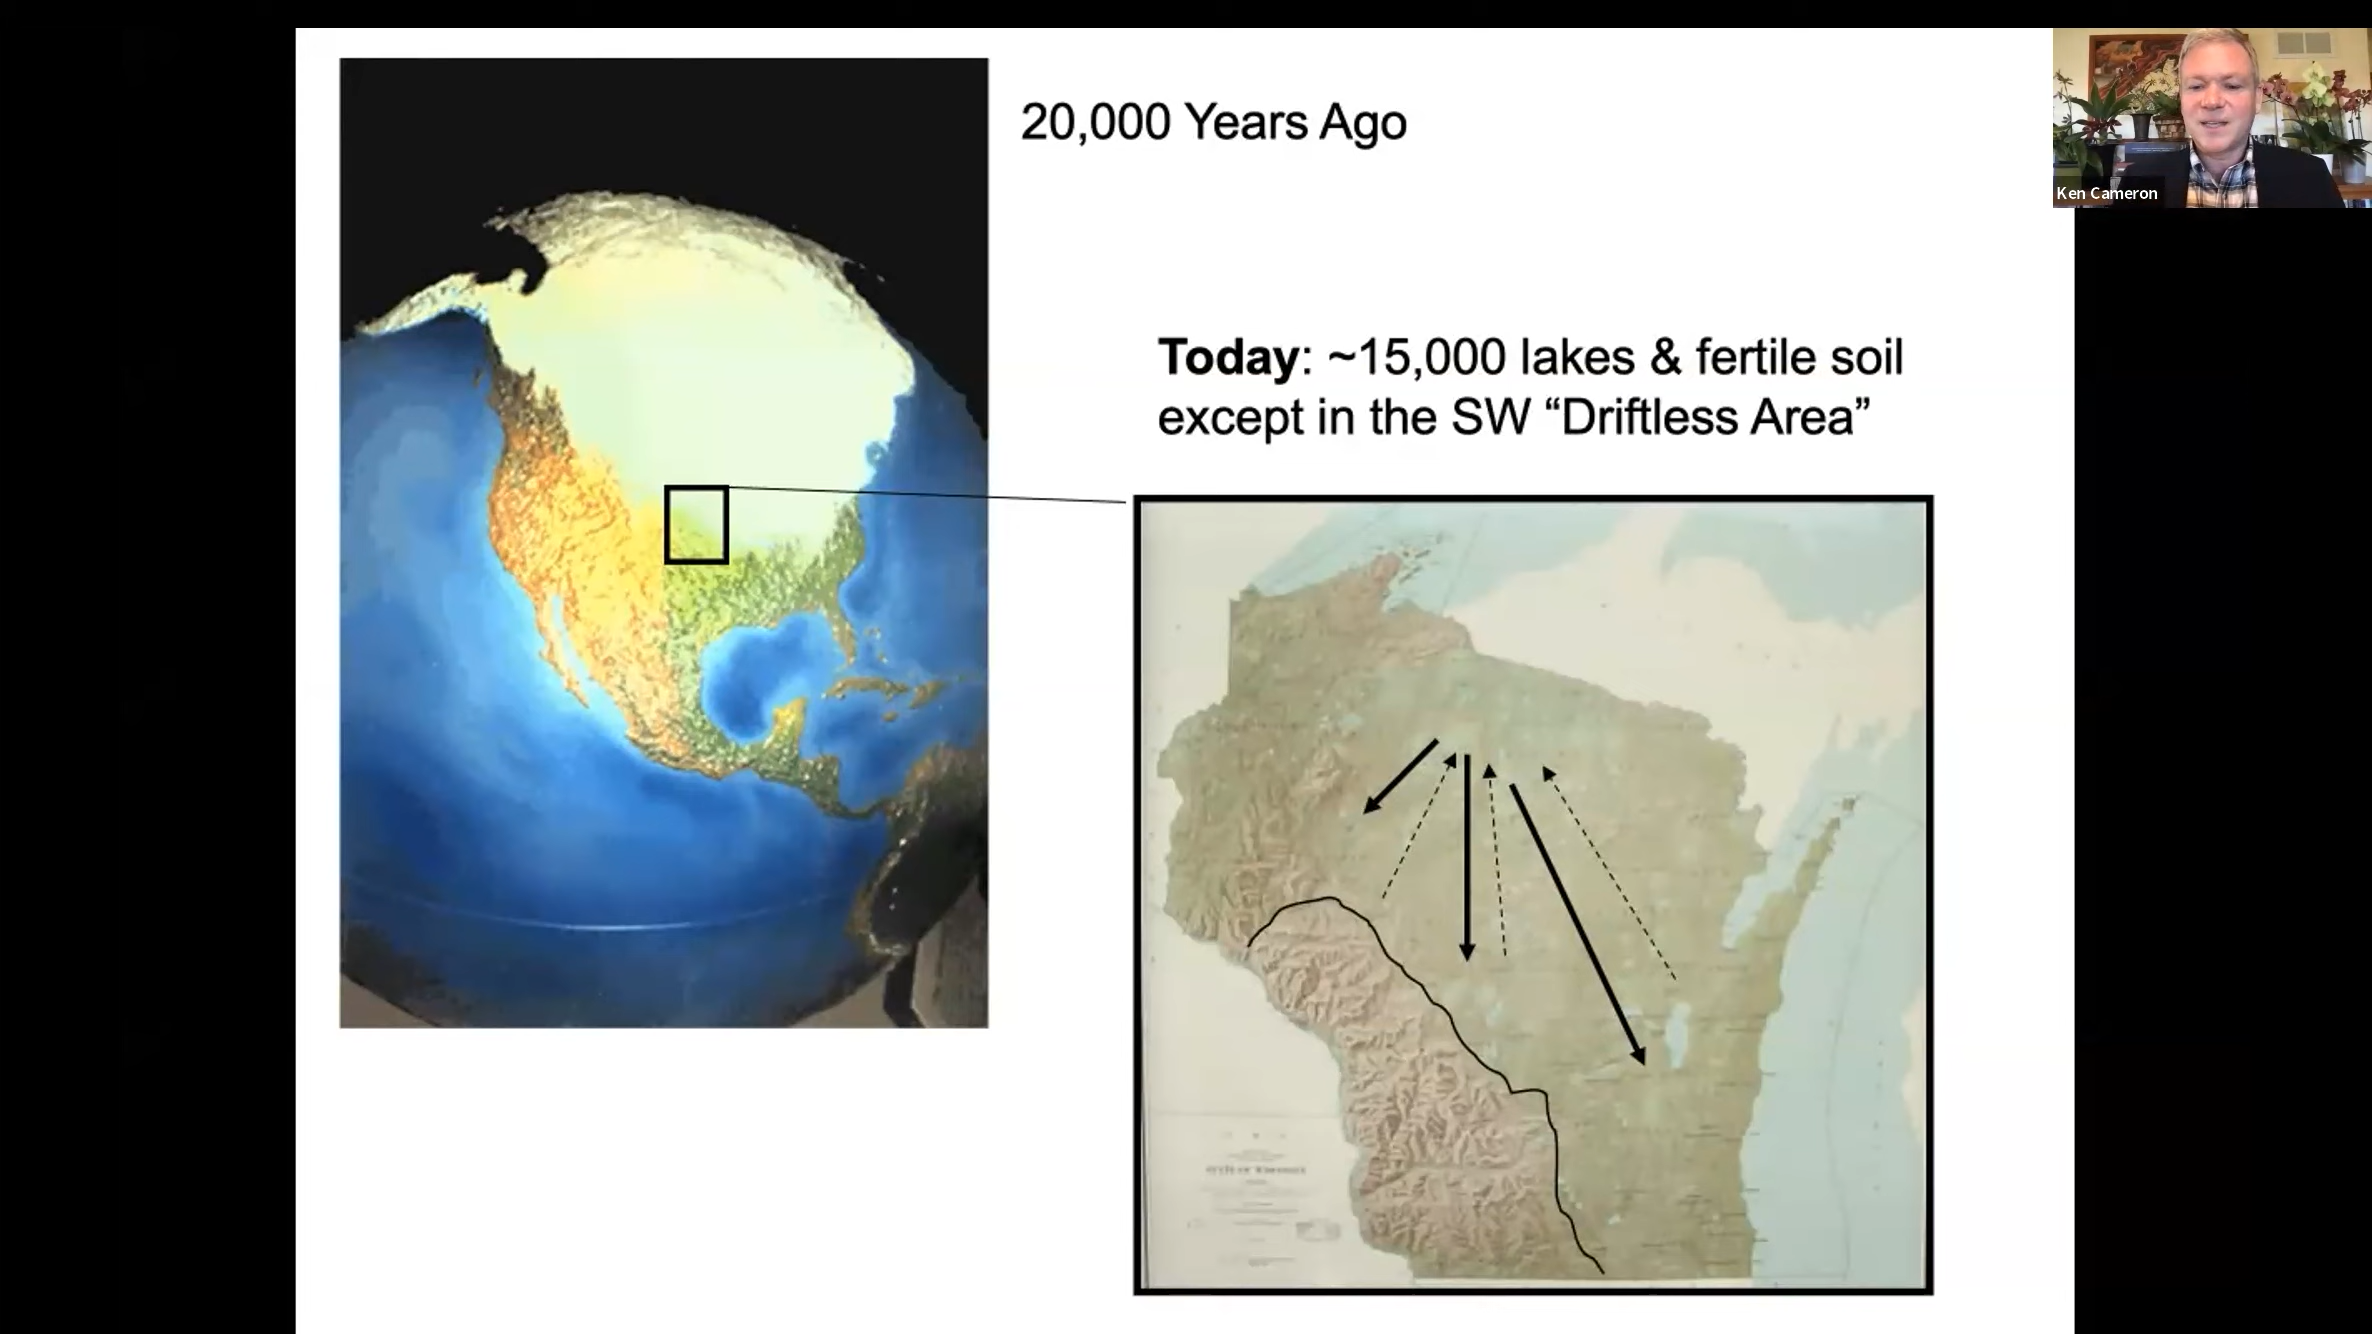 20,000 Years Ago
Ken Cameron
Today: ~15,000 lakes & fertile soil
except in the SW “Driftless Area”